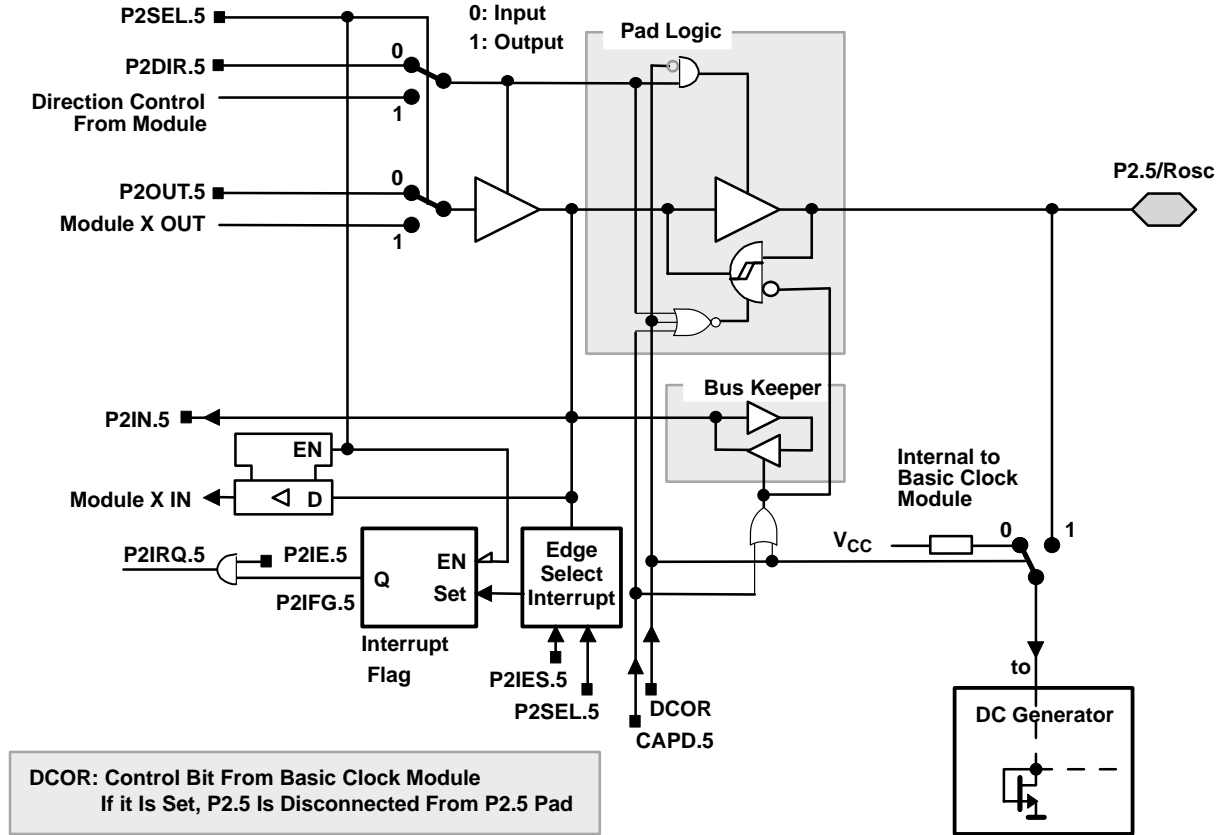 P2SEL.5
0: Input
1: Output
Pad Logic
P2DIR.5
0
Direction Control
From Module
1
P2OUT.5
0
Module X OUT
1
P2.5/Rosc
Bus Keeper
P2IN.5
EN
Module X IN
D
Internal to
Basic Clock
Module
VCC
0
1
P2IRQ.5
P2IE.5
P2IFG.5
Q
EN
Set
Interrupt
Flag
Edge
Select
Interrupt
P2IES.5
P2SEL.5
DCOR
CAPD.5
to
DC Generator
DCOR: Control Bit From Basic Clock Module
If it Is Set, P2.5 Is Disconnected From P2.5 Pad